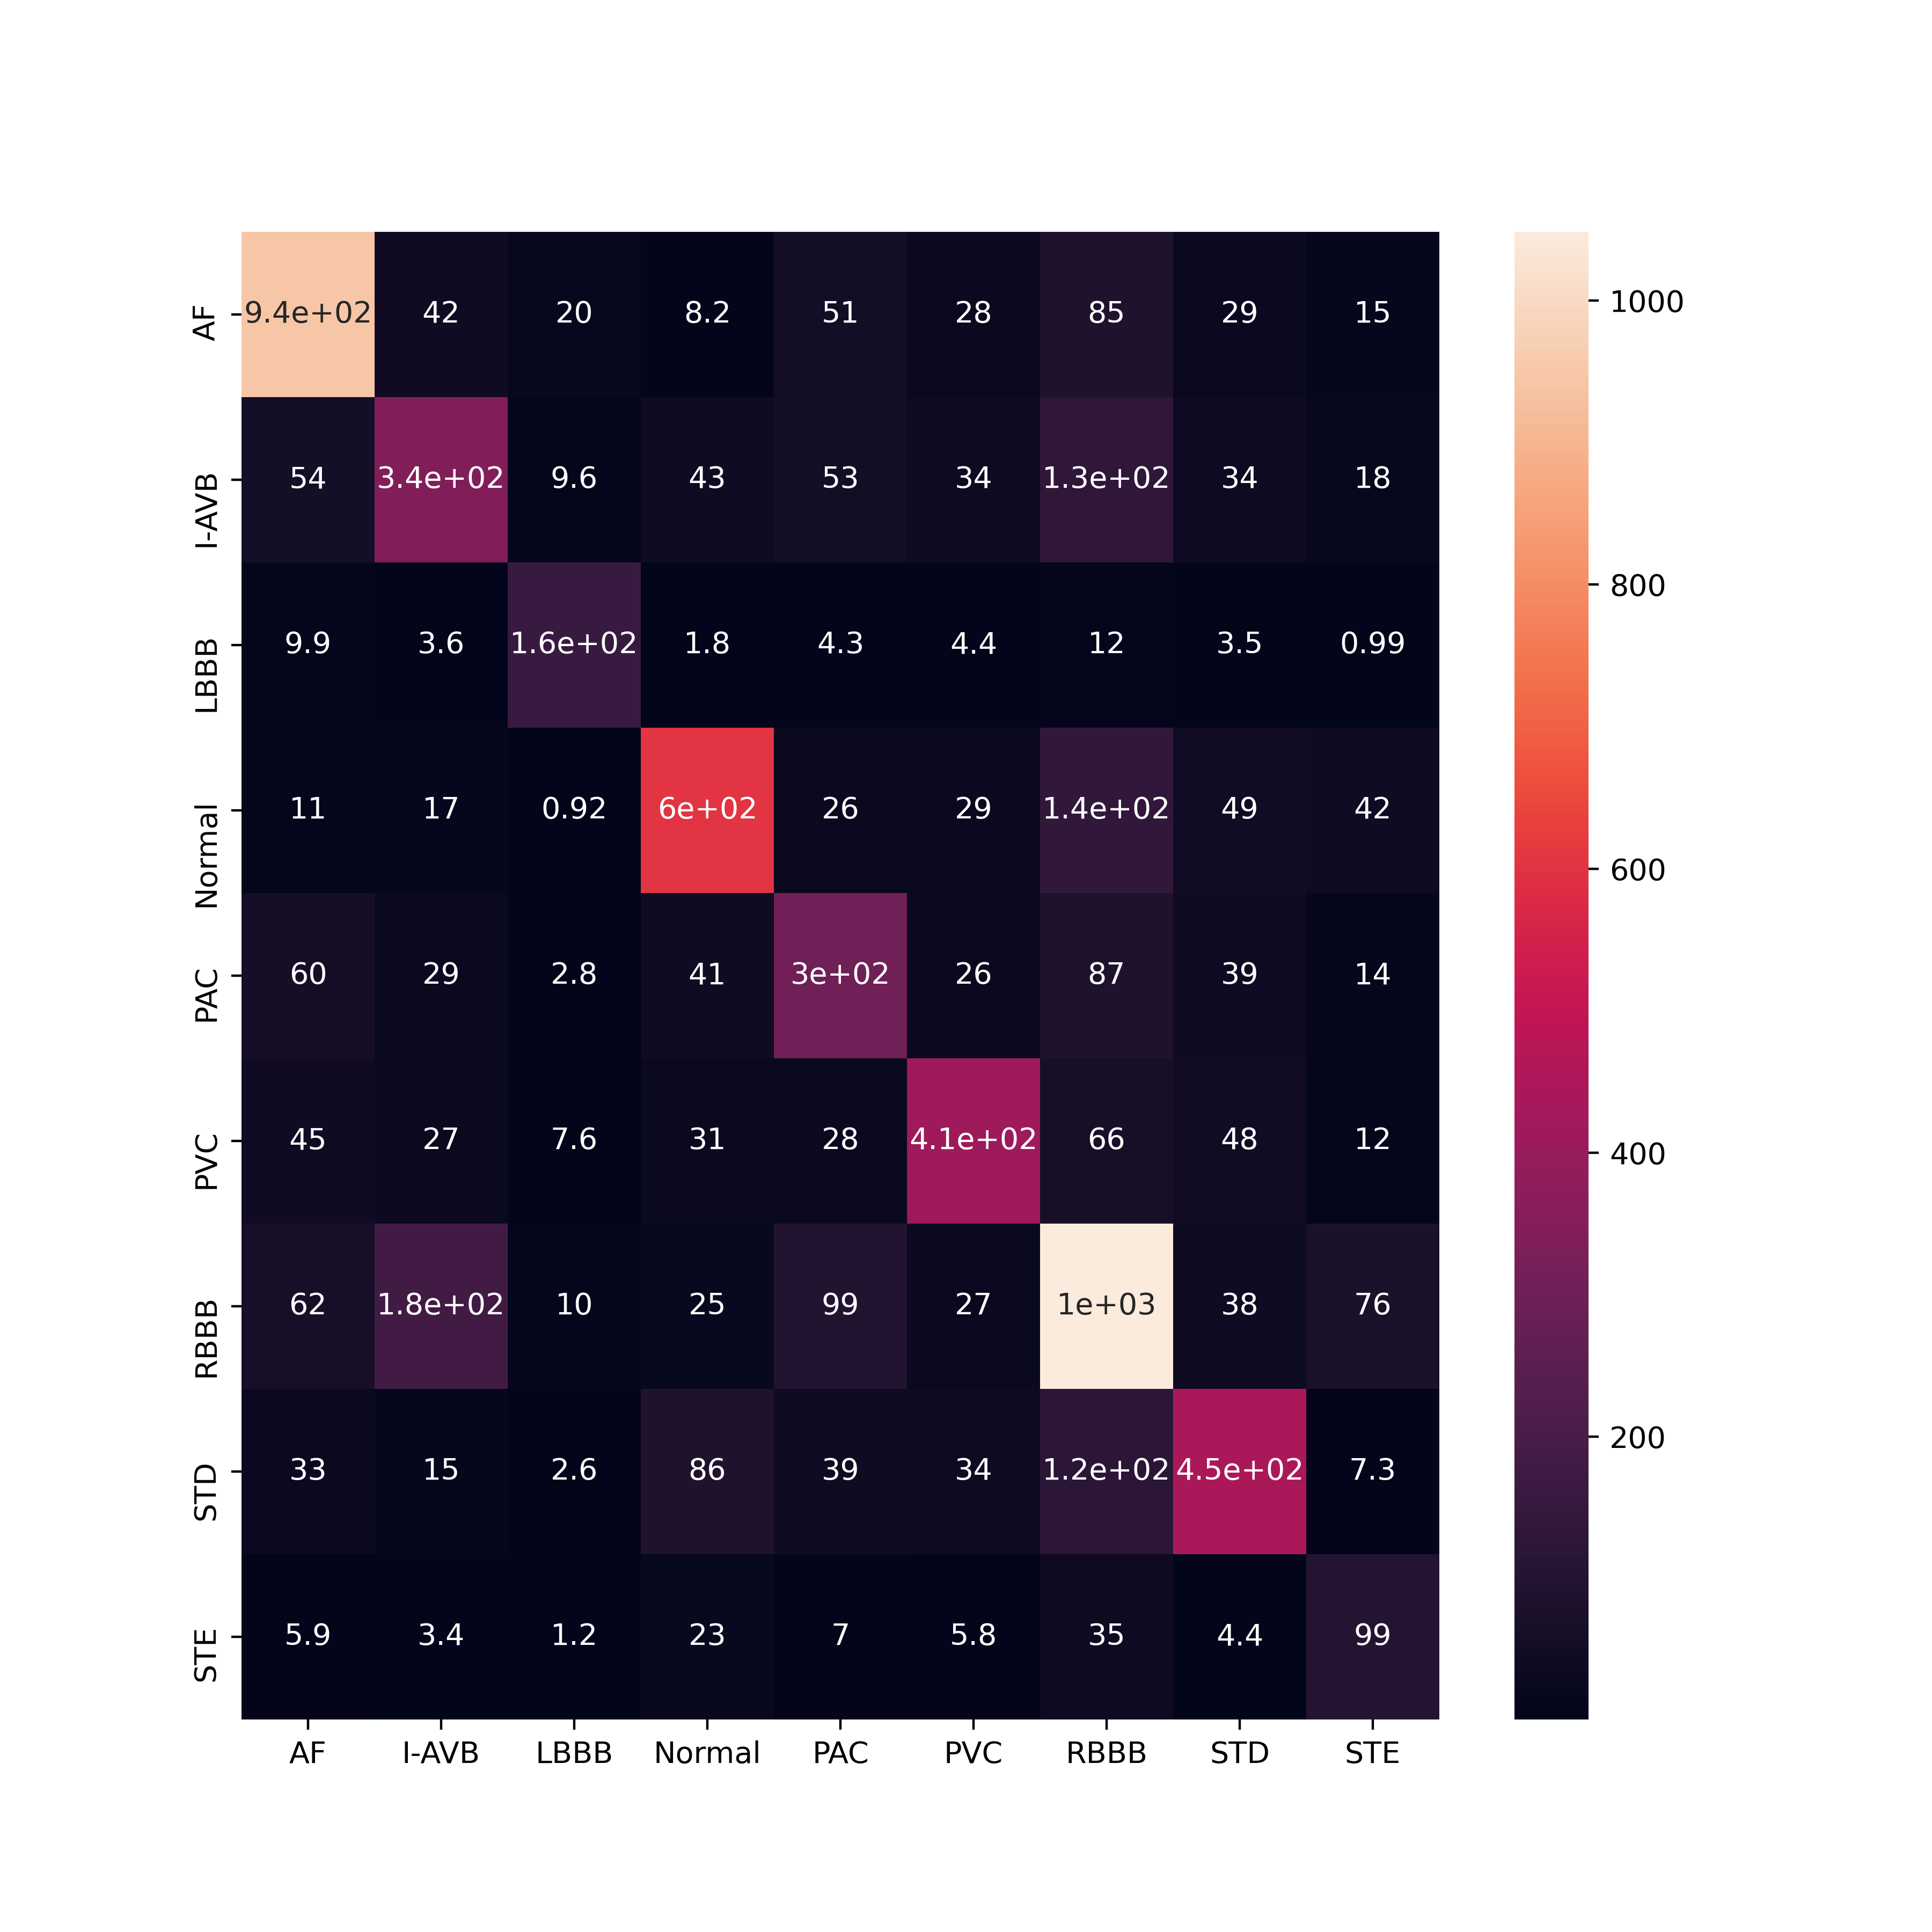 AF 9.4e+02 42 20 8.2 51 28 85 29 15
I-AVB 54 3.4e+02 9.6 43 53 34 1.3e+02 34 18
LBBB 9.9 3.6 1.6e+02 1.8 4.3 4.4 12 3.5 0.99
Normal 11 17 0.92 6e+02 26 29 1.4e+02 49 42
PAC 60 29 2.8 41 3e+02 26 87 39 14
PVC 45 27 7.6 31 28 4.1e+02 66 48 12
RBBB 62 1.8e+02 10 25 99 27 1e+03 38 76
STD 33 15 2.6 86 39 34 1.2e+02 4.5e+02 7.3
STE 5.9 3.4 1.2 23 7 5.8 35 4.4 99
AF I-AVB LBBB Normal PAC PVC RBBB STD STE
1000
800
600
400
200